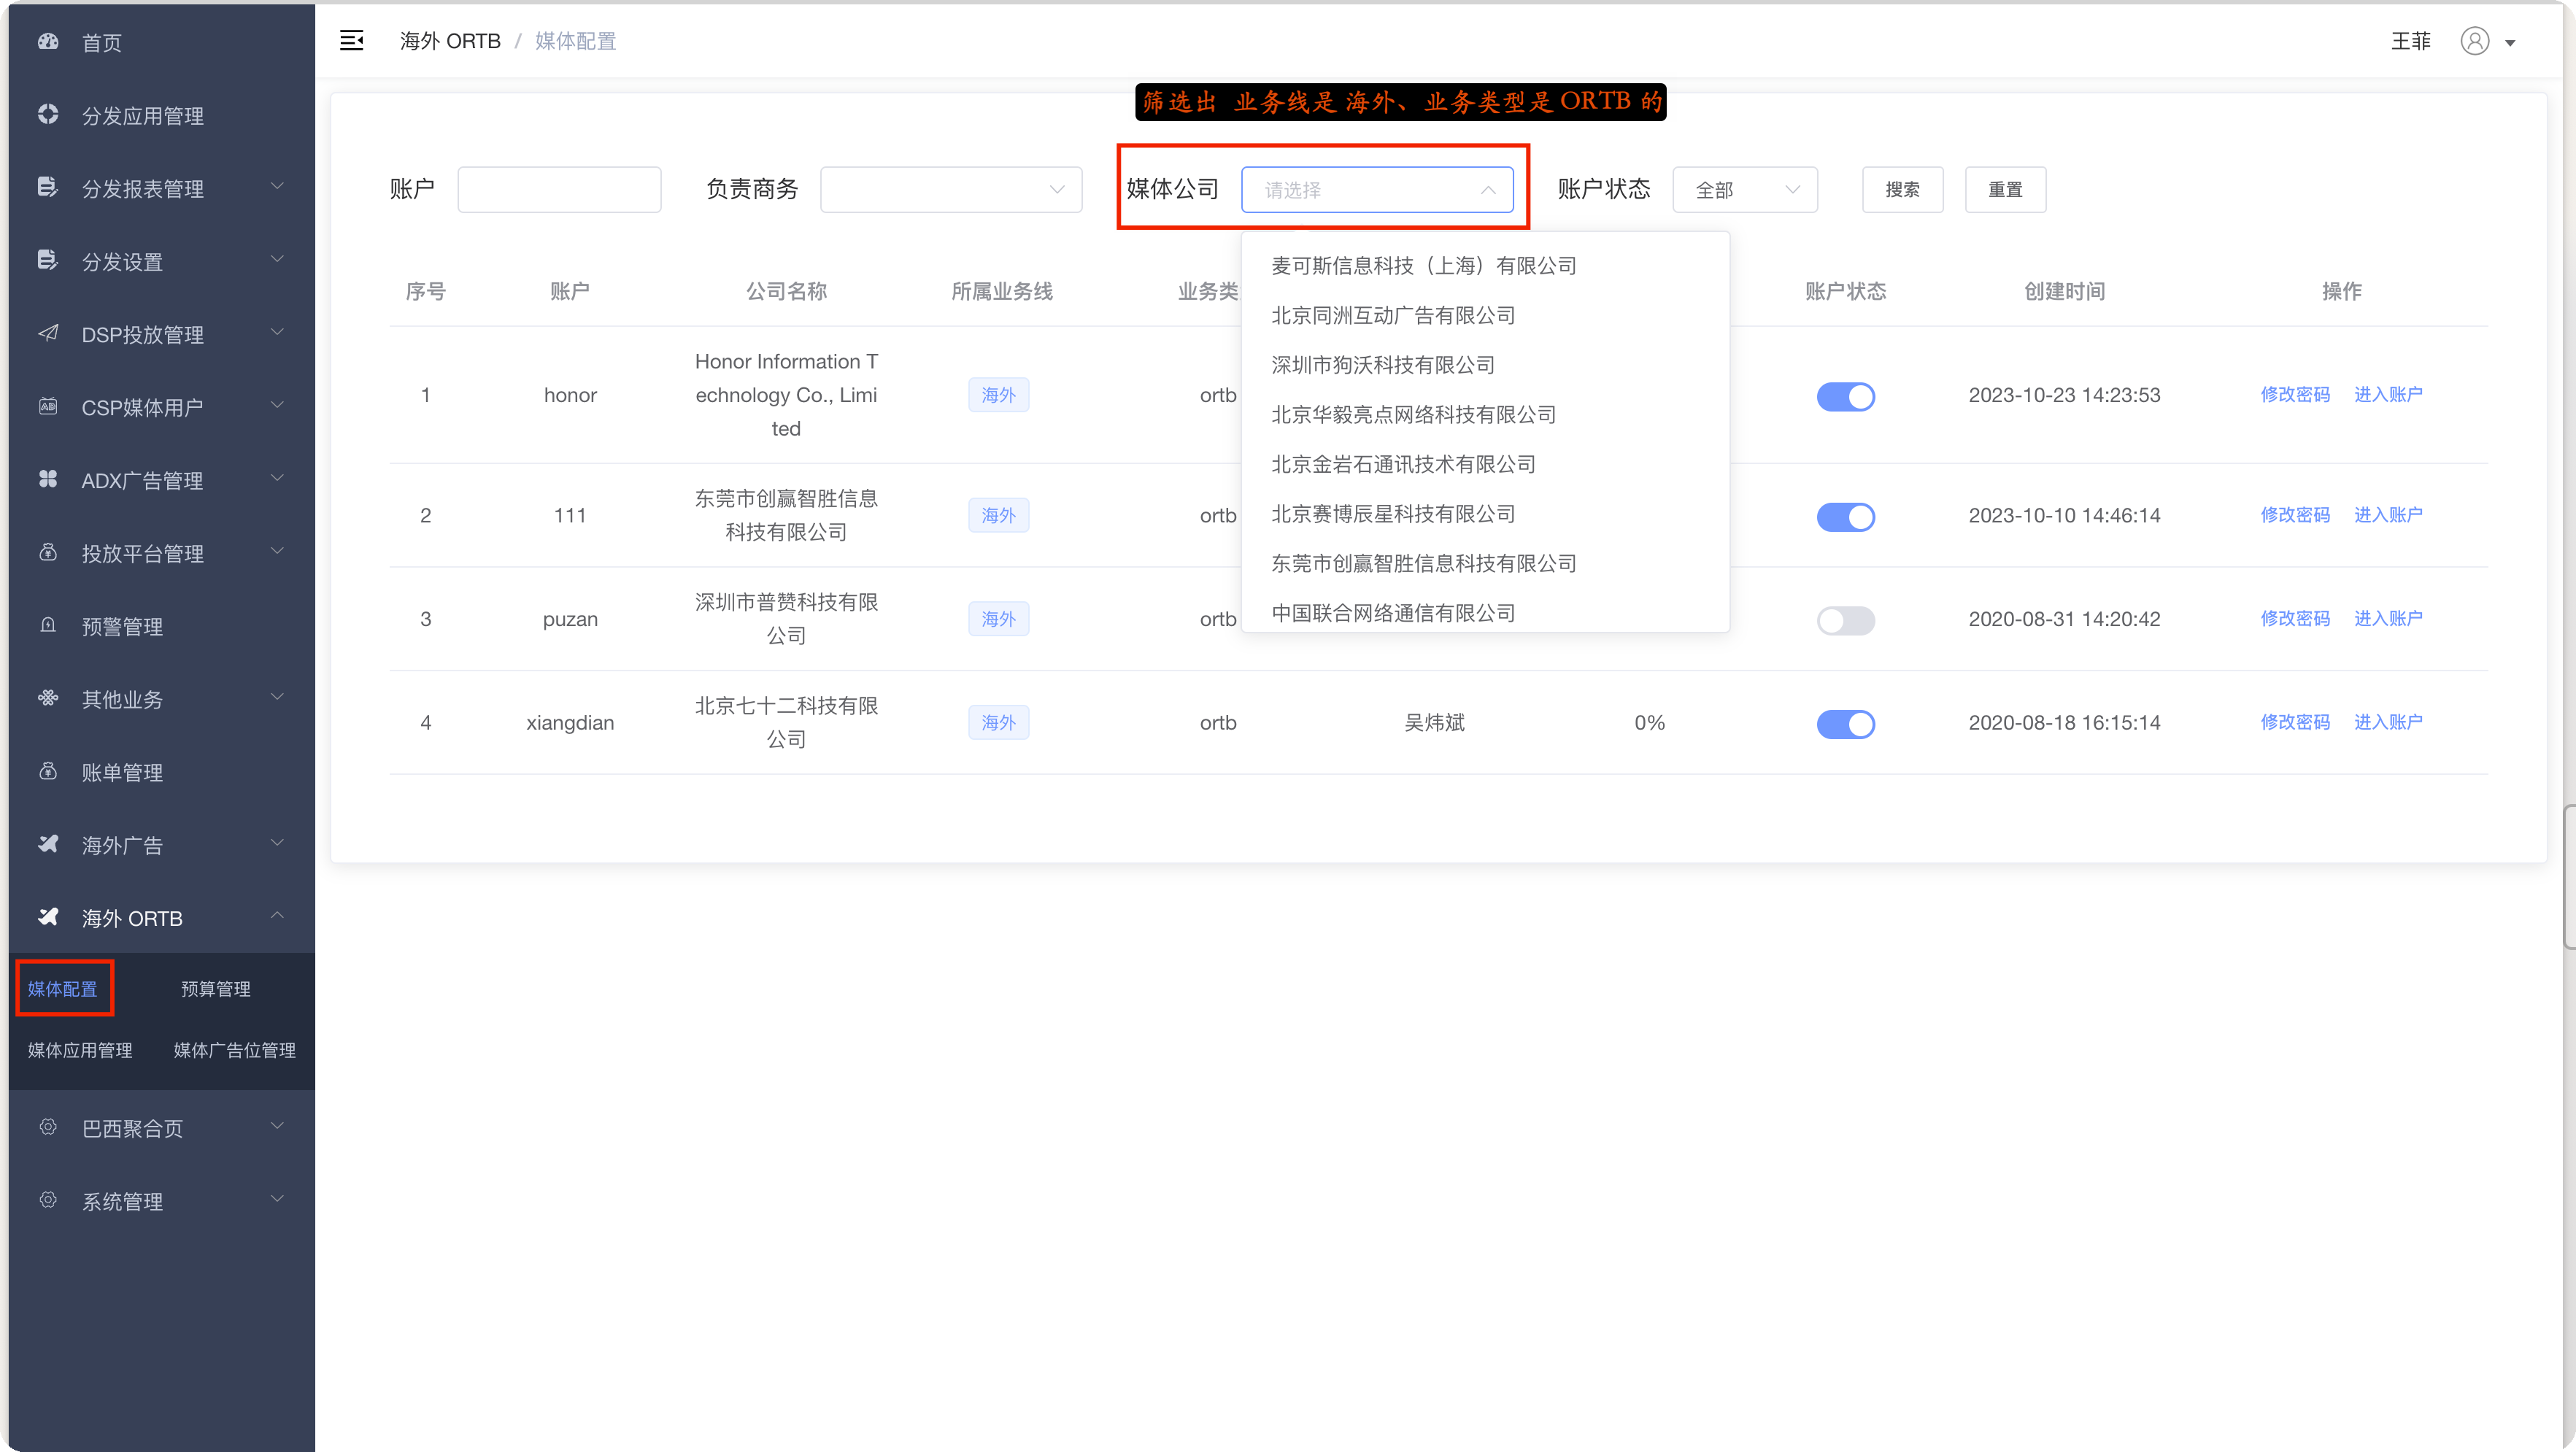 首页
分发应用管理
分发报表管理
分发设置
DSP投放管理
CSP媒体用户
ADX广告管理
投放平台管理
预警管理
其他业务
账单管理
海外广告
海外 ORTB
媒体配置
预算管理
媒体应用管理
媒体广告位管理
巴西聚合页
系统管理
海外 ORTB / 媒体配置
王菲
筛选出 业务线是 海外、业务类型是 ORTB 的
账户
负责商务
媒体公司 请选择
账户状态 全部
搜索
重置
麦可斯信息科技（上海）有限公司
北京同洲互动广告有限公司
深圳市狗沃科技有限公司
北京华毅亮点网络科技有限公司
北京金岩石通讯技术有限公司
北京赛博辰星科技有限公司
东莞市创赢智胜信息科技有限公司
中国联合网络通信有限公司
序号 账户 公司名称 所属业务线 业务类 账户状态 创建时间 操作
1 honor Honor Information T
echnology Co., Limi
ted
海外 ortb 2023-10-23 14:23:53 修改密码 进入账户
2 111 东莞市创赢智胜信息
科技有限公司
海外 ortb 2023-10-10 14:46:14 修改密码 进入账户
3 puzan 深圳市普赞科技有限
公司
海外 ortb 2020-08-31 14:20:42 修改密码 进入账户
4 xiangdian 北京七十二科技有限
公司
海外 ortb 吴炜斌 0% 2020-08-18 16:15:14 修改密码 进入账户